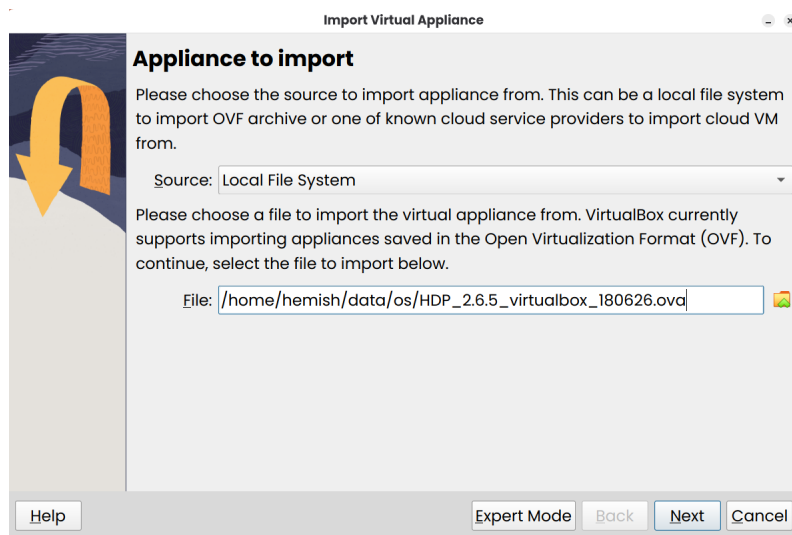 Import Virtual Appliance
Appliance to import
Please choose the source to import appliance from. This can be a local file system
to import OVF archive or one of known cloud service providers to import cloud VM
from.
Source: Local File System
Please choose a file to import the virtual appliance from. VirtualBox currently
supports importing appliances saved in the Open Virtualization Format (OVF). To
continue, select the file to import below.
File: /home/hemish/data/os/HDP_2.6.5_virtualbox_180626.ova
Help Expert Mode Back Next Cancel